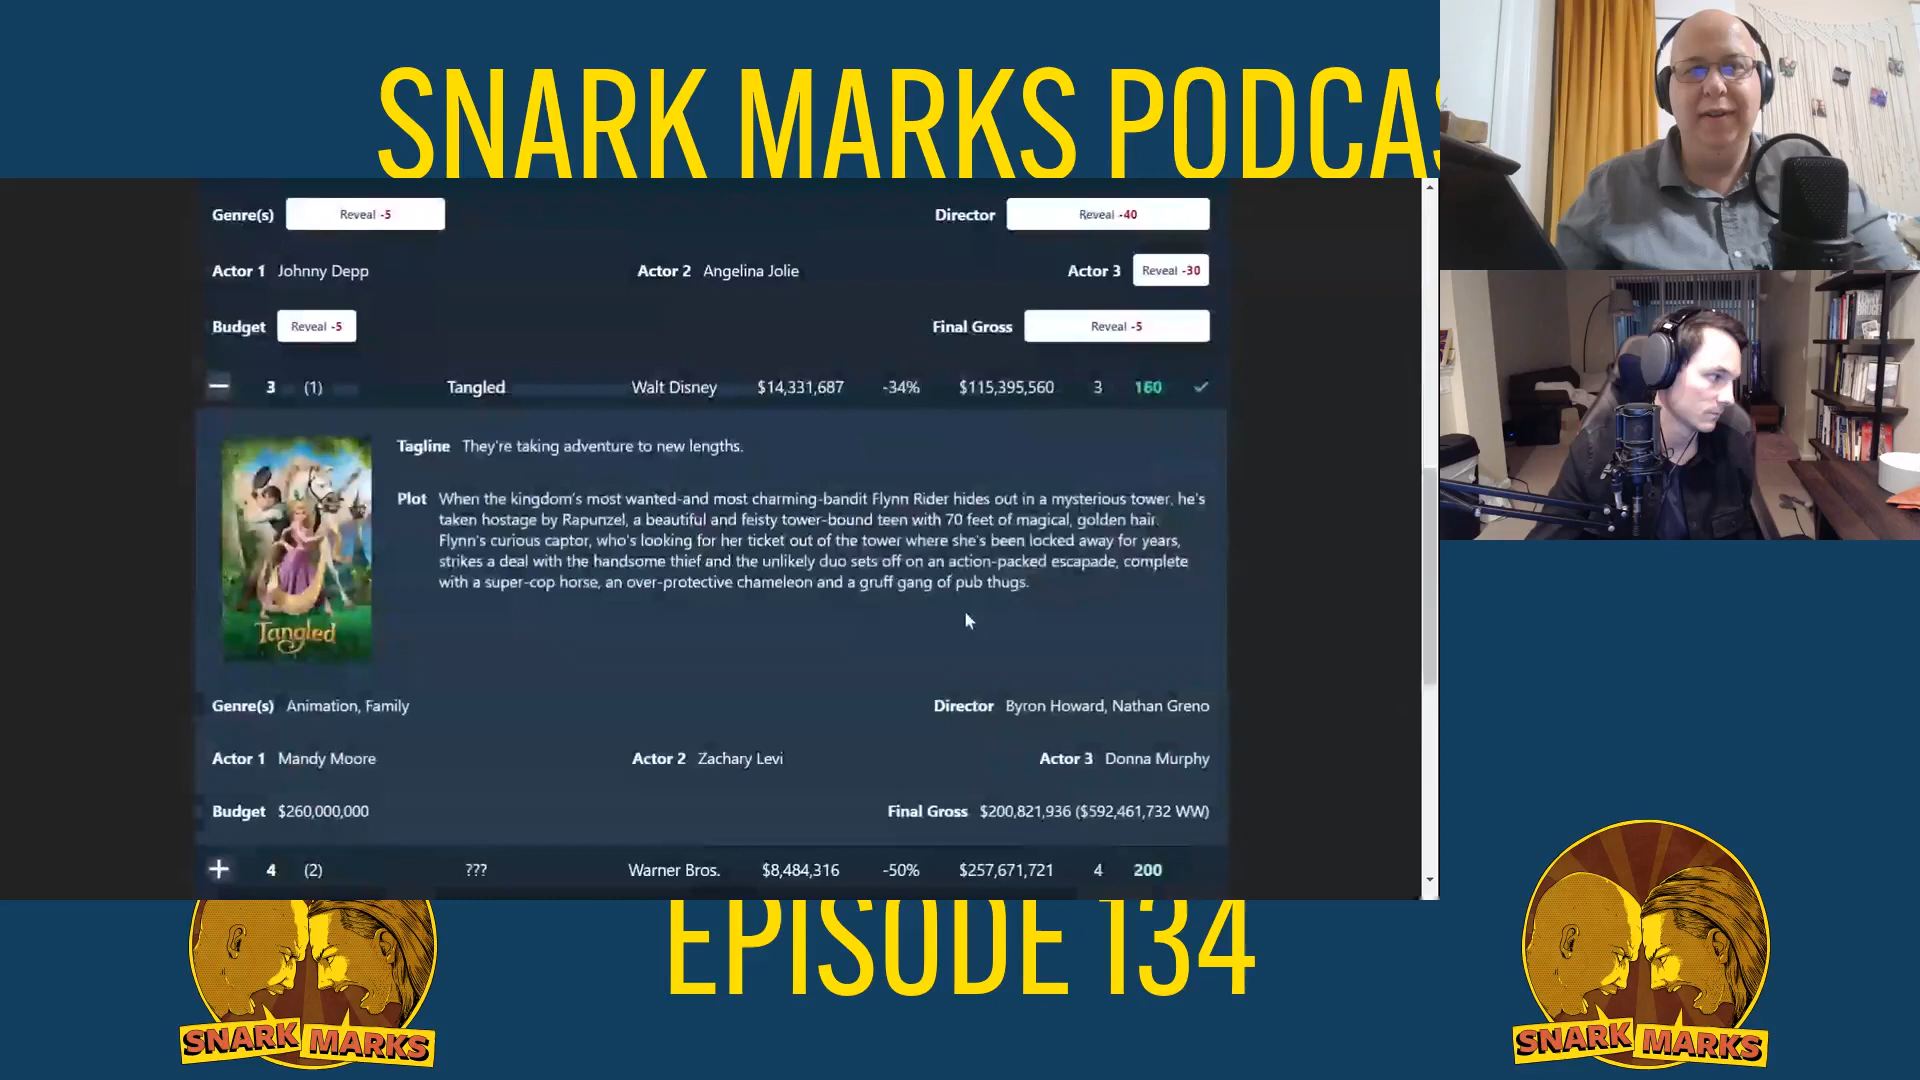 SNARK MARKS PODCAS
Genre(s) Reveal -5 Director Reveal -40
Actor 1 Johnny Depp Actor 2 Angelina Jolie Actor 3 Reveal -30
Budget Reveal -5 Final Gross Reveal -5
3 (1) Tangled Walt Disney $14,331,687 -34% $115,395,560 3 160
Tagline They're taking adventure to new lengths.
Plot When the kingdom's most wanted-and most charming-bandit Flynn Rider hides out in a mysterious tower, he's
taken hostage by Rapunzel, a beautiful and feisty tower-bound teen with 70 feet of magical, golden hair.
Flynn's curious captor, who's looking for her ticket out of the tower where she's been locked away for years,
strikes a deal with the handsome thief and the unlikely duo sets off on an action-packed escapade, complete
with a super-cop horse, an over-protective chameleon and a gruff gang of pub thugs.
Tangled
Genre(s) Animation, Family Director Byron Howard, Nathan Greno
Actor 1 Mandy Moore Actor 2 Zachary Levi Actor 3 Donna Murphy
Budget $260,000,000 Final Gross $200,821,936 ($592,461,732 WW)
4 (2) ??? Warner Bros. $8,484,316 -50% $257,671,721 4 200
EPISODE 134
SNARK MARKS
SNARK MARKS